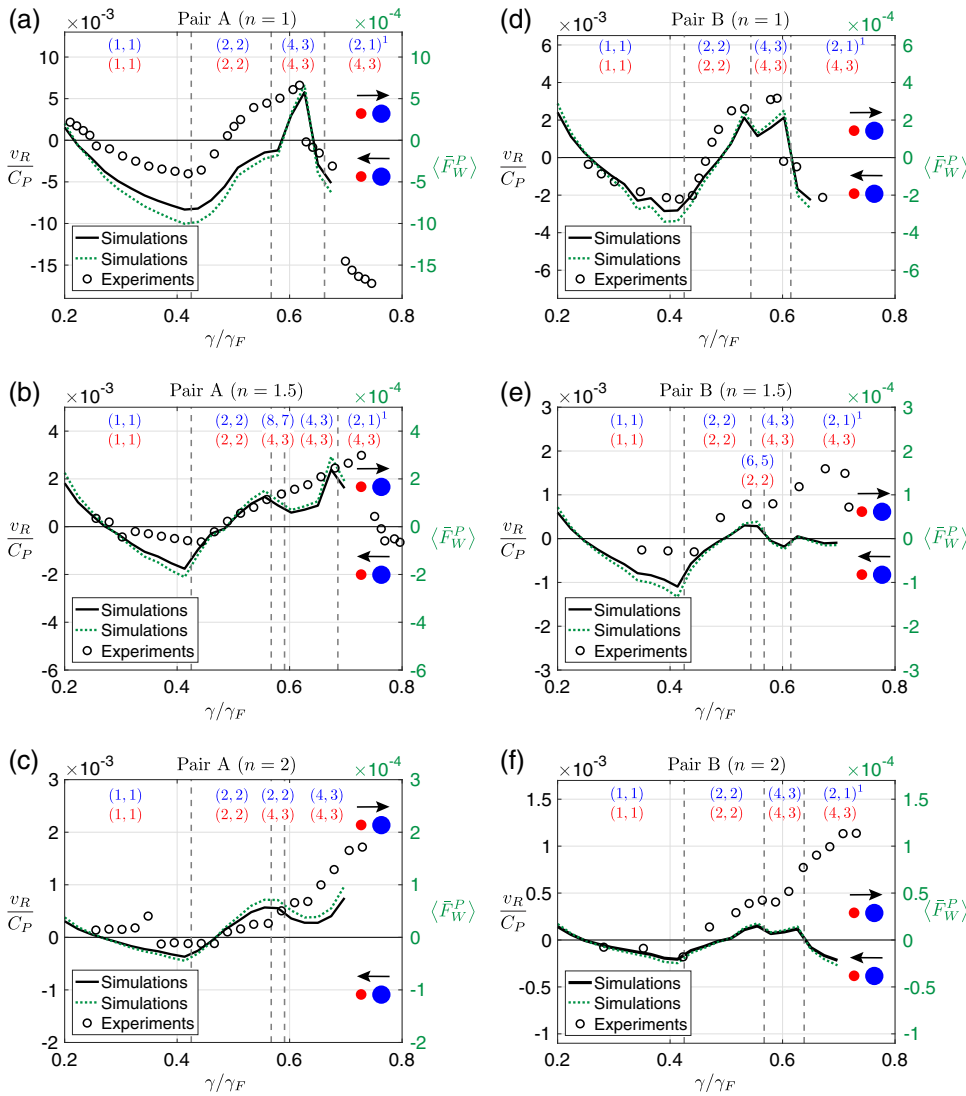 (a)
×10⁻³
Pair A (n = 1)
×10⁻⁴
(1, 1) (2, 2) (4, 3) (2, 1)¹
(1, 1) (2, 2) (4, 3) (4, 3)
10
5
0
-5
-10
-15
v_R/C_P
10
5
0
-5
-10
-15
⟨F̄_W^P⟩
Simulations
Simulations
Experiments
0.2 0.4 0.6 0.8
γ/γ_F
(b)
×10⁻³
Pair A (n = 1.5)
×10⁻⁴
(1, 1) (2, 2) (8, 7) (4, 3) (2, 1)¹
(1, 1) (2, 2) (4, 3) (4, 3) (4, 3)
6
4
2
0
-2
-4
-6
v_R/C_P
6
4
2
0
-2
-4
-6
⟨F̄_W^P⟩
Simulations
Simulations
Experiments
0.2 0.4 0.6 0.8
γ/γ_F
(c)
×10⁻³
Pair A (n = 2)
×10⁻⁴
(1, 1) (2, 2) (2, 2) (4, 3)
(1, 1) (2, 2) (4, 3) (4, 3)
3
2
1
0
-1
-2
v_R/C_P
3
2
1
0
-1
-2
⟨F̄_W^P⟩
Simulations
Simulations
Experiments
0.2 0.4 0.6 0.8
γ/γ_F
(d)
×10⁻³
Pair B (n = 1)
×10⁻⁴
(1, 1) (2, 2) (4, 3) (2, 1)¹
(1, 1) (2, 2) (4, 3) (4, 3)
6
4
2
0
-2
-4
-6
v_R/C_P
6
4
2
0
-2
-4
-6
⟨F̄_W^P⟩
Simulations
Simulations
Experiments
0.2 0.4 0.6 0.8
γ/γ_F
(e)
×10⁻³
Pair B (n = 1.5)
×10⁻⁴
(1, 1) (2, 2) (4, 3) (2, 1)¹
(1, 1) (2, 2) (4, 3) (4, 3)
(6, 5)
(2, 2)
3
2
1
0
-1
-2
-3
v_R/C_P
3
2
1
0
-1
-2
-3
⟨F̄_W^P⟩
Simulations
Simulations
Experiments
0.2 0.4 0.6 0.8
γ/γ_F
(f)
×10⁻³
Pair B (n = 2)
×10⁻⁴
(1, 1) (2, 2) (4, 3) (2, 1)¹
(1, 1) (2, 2) (4, 3) (4, 3)
1.5
1
0.5
0
-0.5
-1
v_R/C_P
1.5
1
0.5
0
-0.5
-1
⟨F̄_W^P⟩
Simulations
Simulations
Experiments
0.2 0.4 0.6 0.8
γ/γ_F